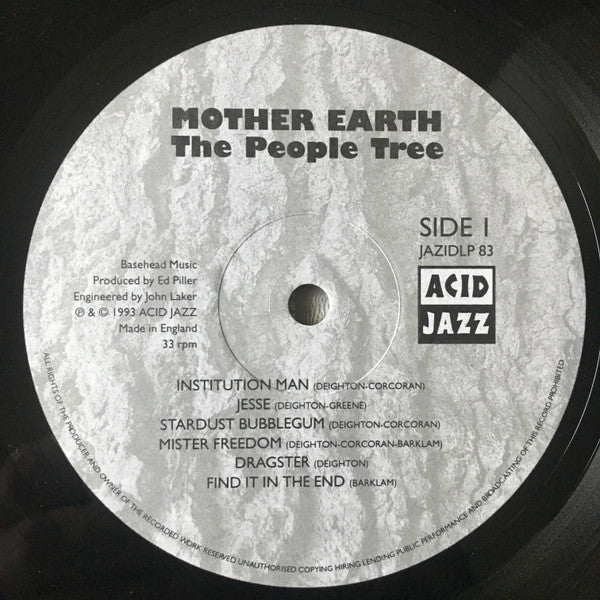 MOTHER EARTH
The People Tree
SIDE 1
JAZIDLP 83
ACID
JAZZ
Basehead Music
Produced by Ed Piller
Engineered by John Laker
℗ & © 1993 ACID JAZZ
Made in England
33 rpm
INSTITUTION MAN (DEIGHTON-CORCORAN)
JESSE (DEIGHTON-GREENE)
STARDUST BUBBLEGUM (DEIGHTON-CORCORAN)
MISTER FREEDOM (DEIGHTON-CORCORAN-BARKLAM)
DRAGSTER (DEIGHTON)
FIND IT IN THE END (BARKLAM)
ALL RIGHTS OF THE PRODUCER AND OWNER OF THE RECORDED WORK RESERVED UNAUTHORISED COPYING HIRING LENDING PUBLIC PERFORMANCE AND BROADCASTING OF THIS RECORD PROHIBITED